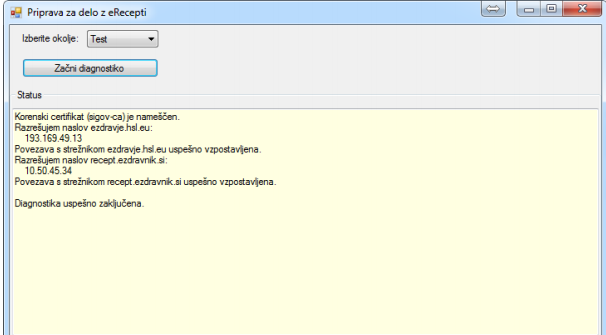 Priprava za delo z eRecepti
Izberite okolje: Test
Začni diagnostiko
Status
Korenski certifikat (sigov-ca) je nameščen.
Razrešujem naslov ezdravje.hsl.eu:
193.169.49.13
Povezava s strežnikom ezdravje.hsl.eu uspešno vzpostavljena.
Razrešujem naslov recept.ezdravnik.si:
10.50.45.34
Povezava s strežnikom recept.ezdravnik.si uspešno vzpostavljena.
Diagnostika uspešno zaključena.